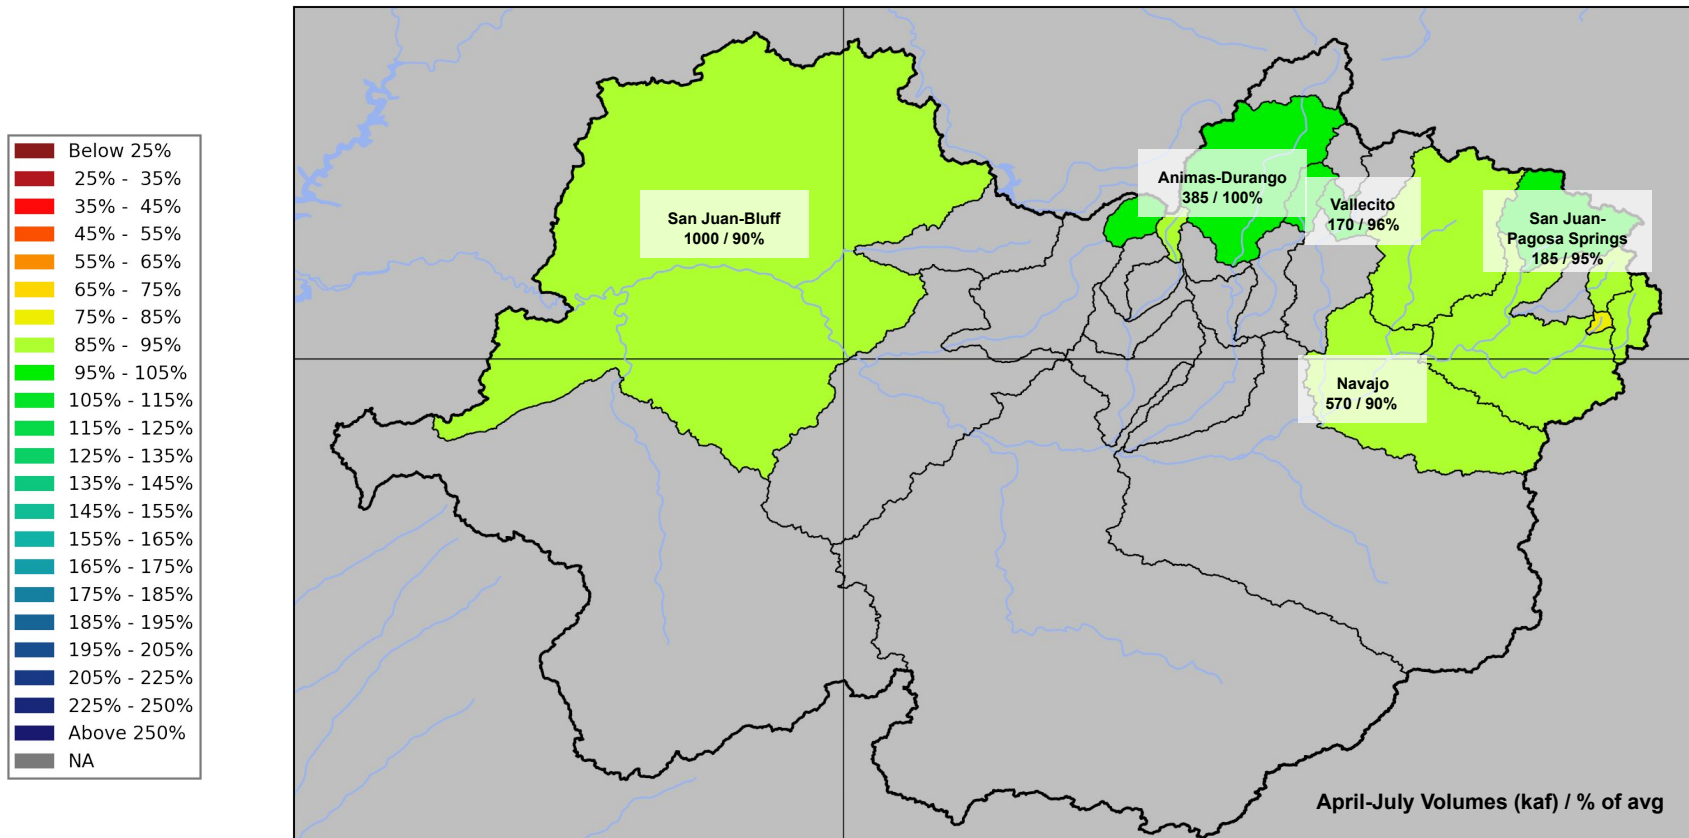 Below 25%
25% - 35%
35% - 45%
45% - 55%
55% - 65%
65% - 75%
75% - 85%
85% - 95%
95% - 105%
105% - 115%
115% - 125%
125% - 135%
135% - 145%
145% - 155%
155% - 165%
165% - 175%
175% - 185%
185% - 195%
195% - 205%
205% - 225%
225% - 250%
Above 250%
NA
San Juan-Bluff
1000 / 90%
Animas-Durango
385 / 100%
Vallecito
170 / 96%
San Juan-
Pagosa Springs
185 / 95%
Navajo
570 / 90%
April-July Volumes (kaf) / % of avg